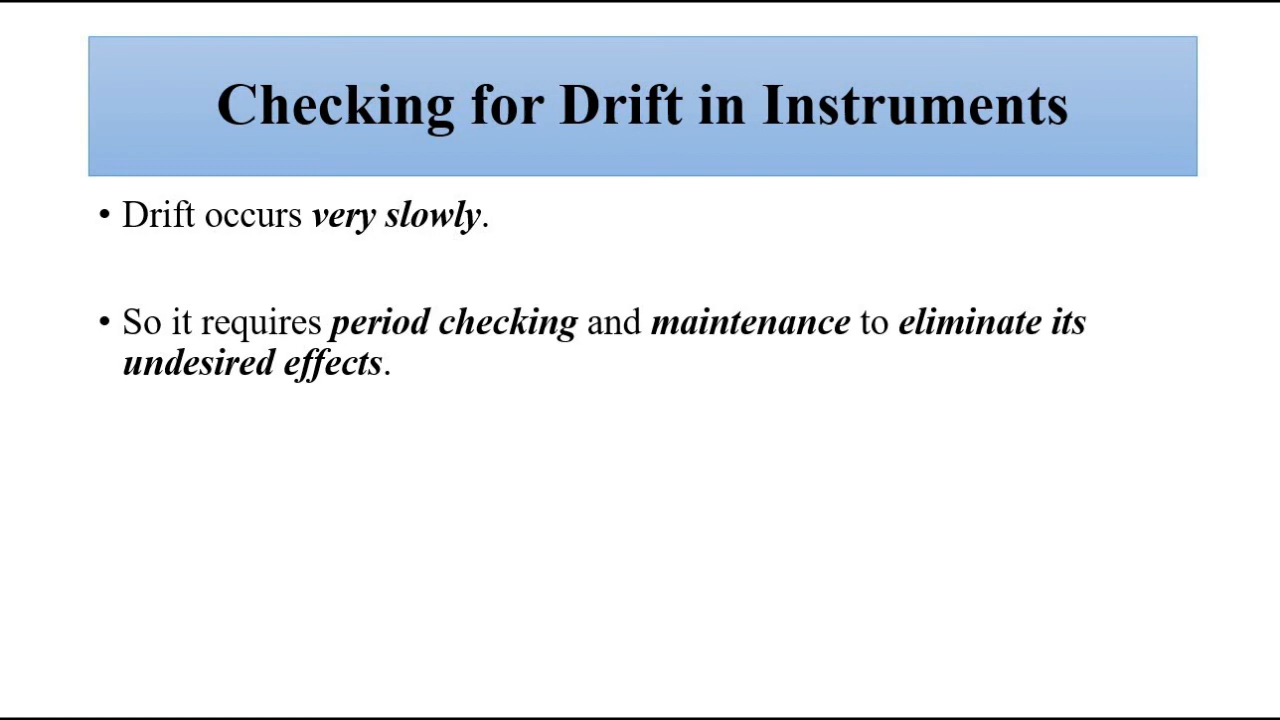 Checking for Drift in Instruments
• Drift occurs very slowly.
• So it requires period checking and maintenance to eliminate its
undesired effects.